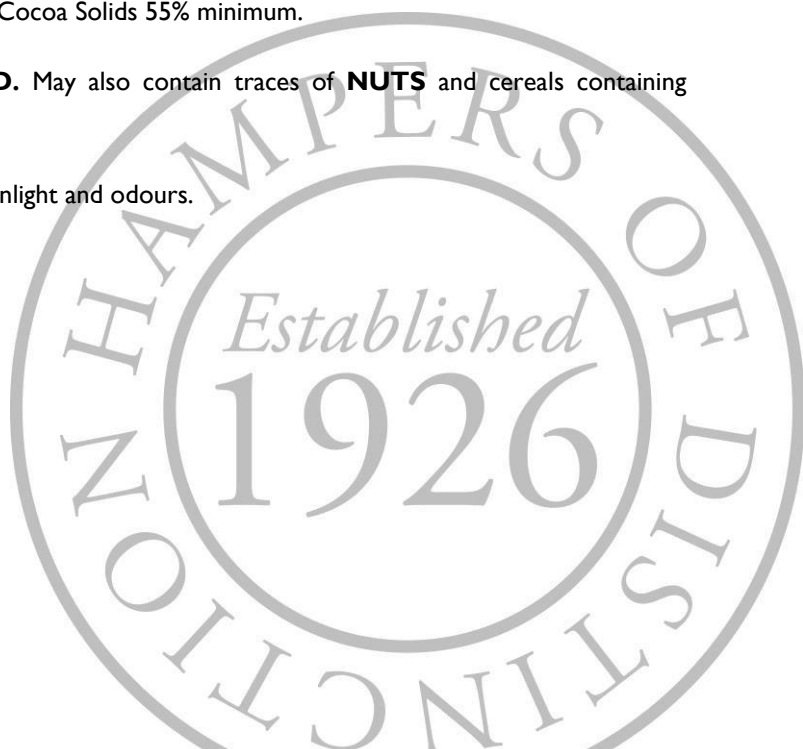 Cocoa Solids 55% minimum.
D. May also contain traces of NUTS and cereals containing
nlight and odours.
HAMPERS OF DISTINCTION
Established
1926